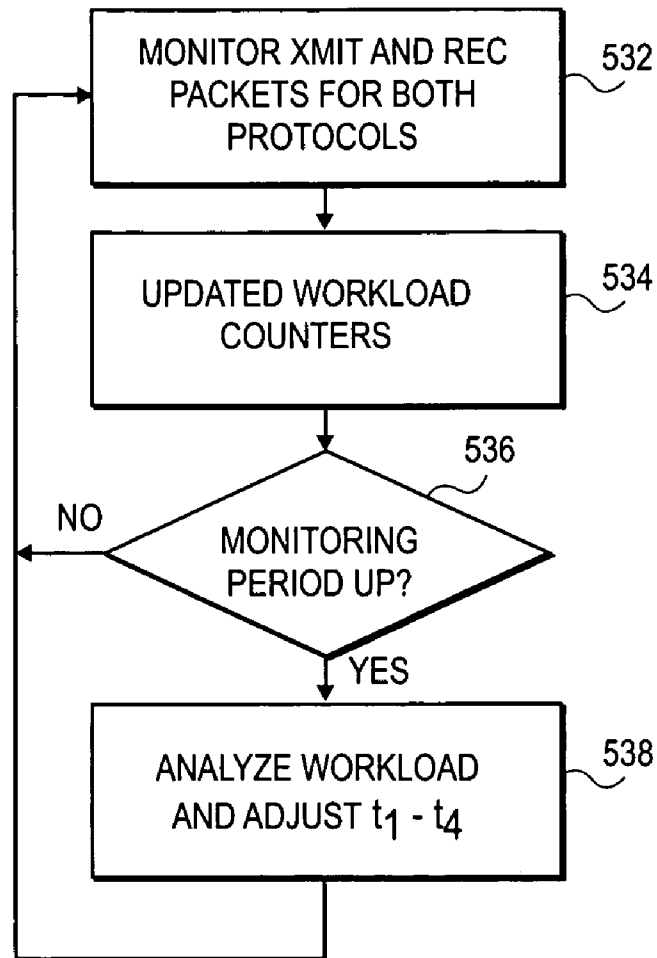 MONITOR XMIT AND REC
PACKETS FOR BOTH
PROTOCOLS
532
UPDATED WORKLOAD
COUNTERS
534
536
NO
MONITORING
PERIOD UP?
YES
ANALYZE WORKLOAD
AND ADJUST t₁ - t₄
538